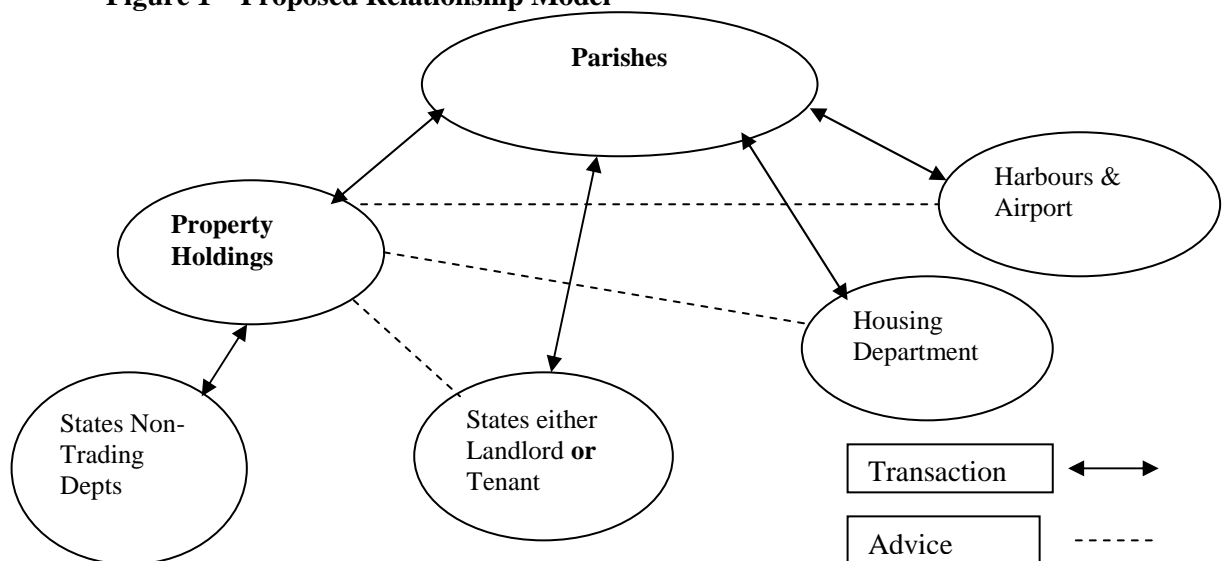 Figure 1 – Proposed Relationship Model
Parishes
Harbours &
Airport
Property
Holdings
Housing
Department
States Non-
Trading
Depts
States either
Landlord or
Tenant
Transaction
Advice